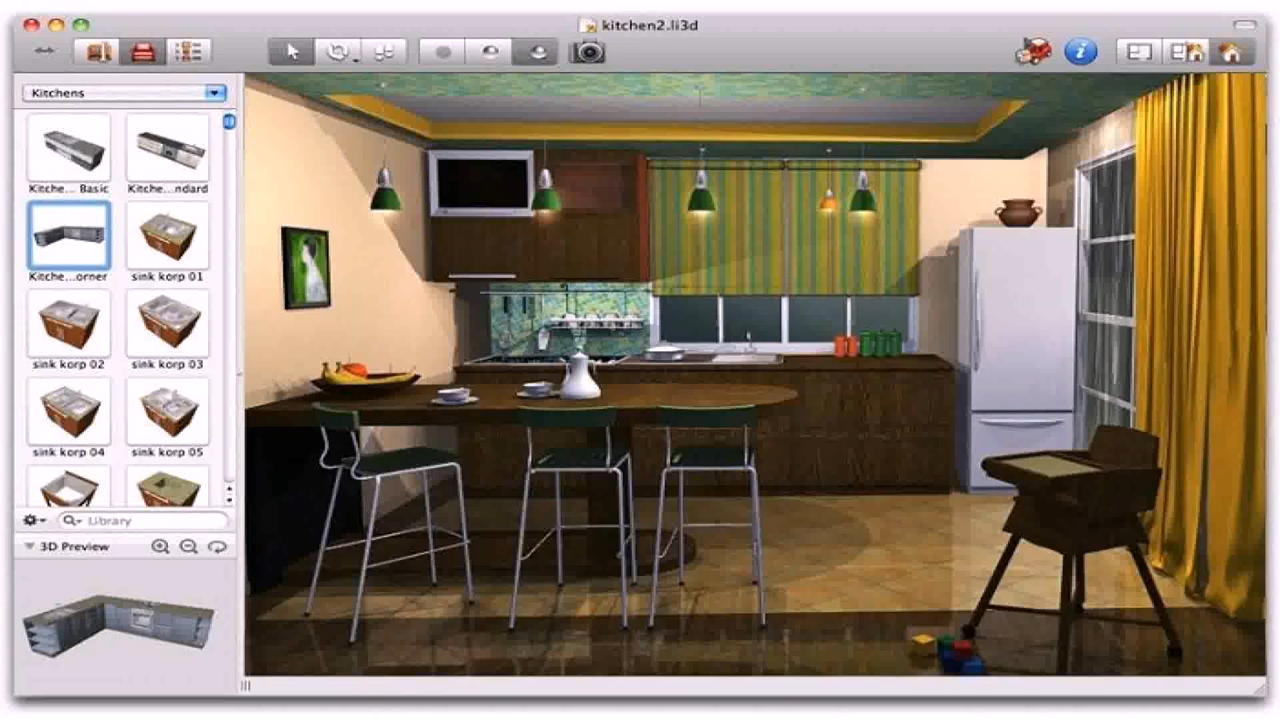 kitchen2.li3d
Kitchens
Kitche... Basic
Kitche...ndard
Kitche...orner
sink korp 01
sink korp 02
sink korp 03
sink korp 04
sink korp 05
Library
3D Preview